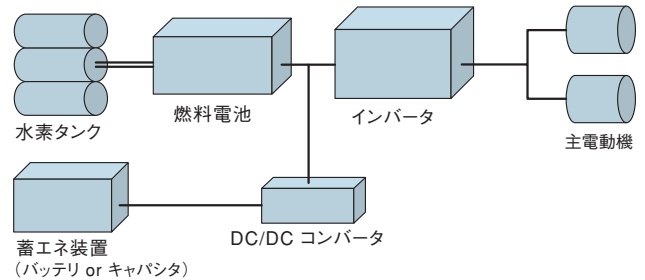 水素タンク
燃料電池
インバータ
主電動機
蓄エネ装置
（バッテリ or キャパシタ）
DC/DC コンバータ